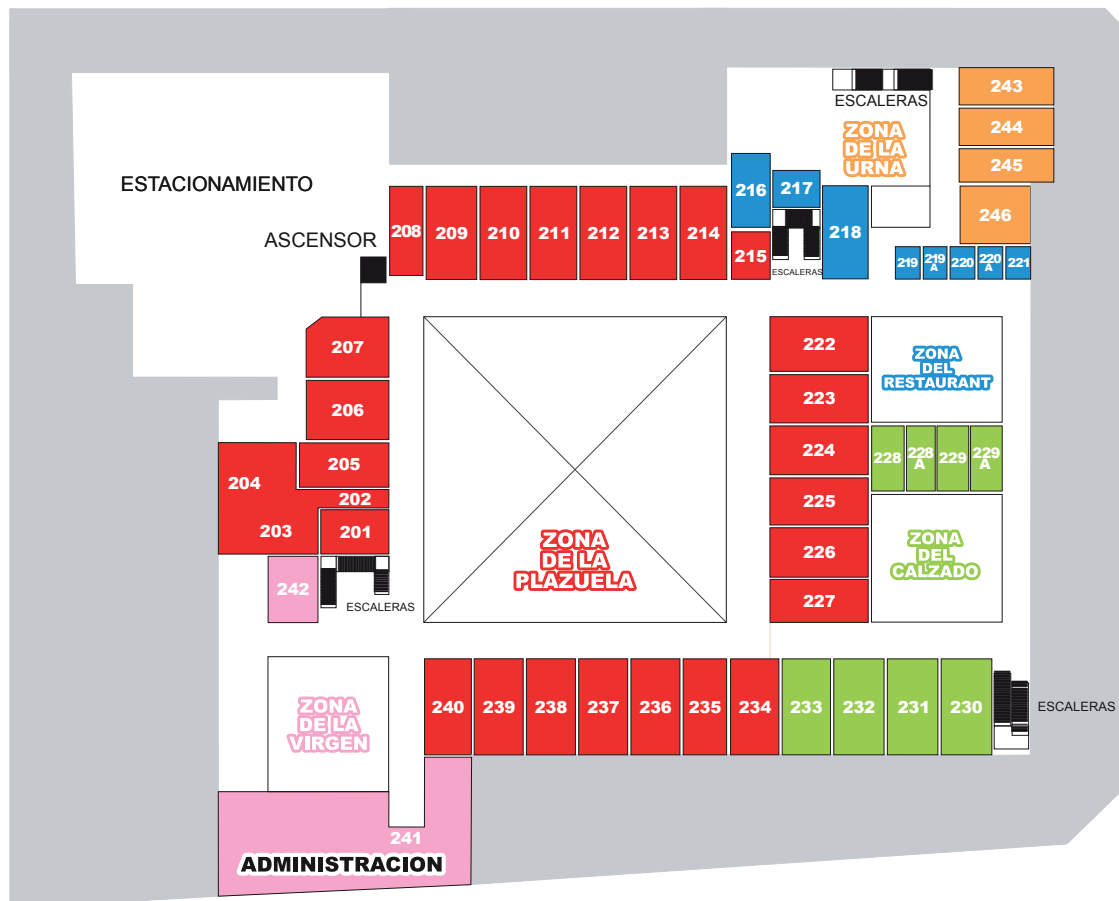 243
ESCALERAS
244
ZONA
DE LA
URNA
245
ESTACIONAMIENTO
216
217
246
208
209
210
211
212
213
214
218
ASCENSOR
215
219
219
A
220
220
A
221
ESCALERAS
207
222
ZONA
DEL
RESTAURANT
206
223
205
224
228
228
A
229
229
A
204
202
225
203
201
ZONA
DE LA
PLAZUELA
226
ZONA
DEL
CALZADO
242
ESCALERAS
227
ZONA
DE LA
VIRGEN
240
239
238
237
236
235
234
233
232
231
230
ESCALERAS
241
ADMINISTRACION